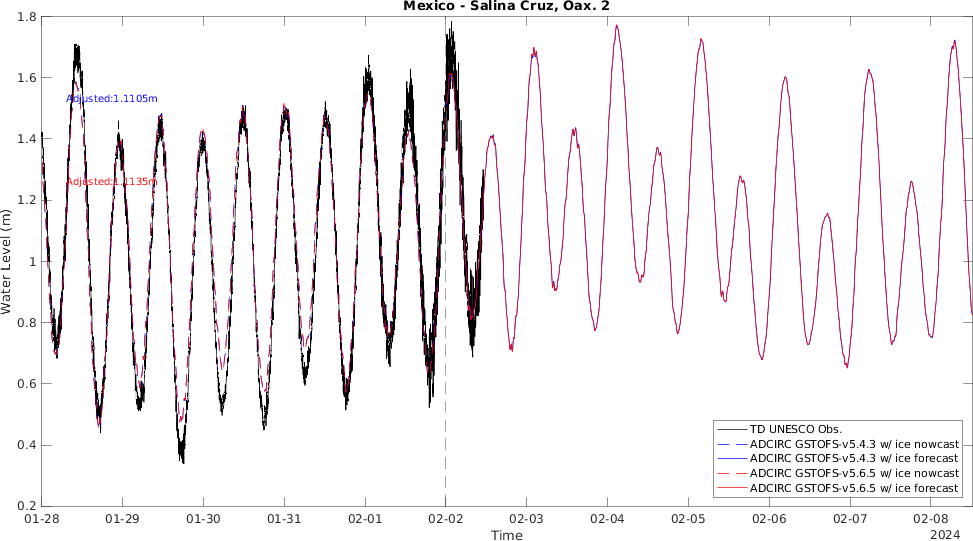 Mexico - Salina Cruz, Oax. 2
1.8
1.6
1.4
1.2
1
0.8
0.6
0.4
0.2
Water Level (m)
Adjusted:1.1105m
Adjusted:1.1135m
TD UNESCO Obs.
ADCIRC GSTOFS-v5.4.3 w/ ice nowcast
ADCIRC GSTOFS-v5.4.3 w/ ice forecast
ADCIRC GSTOFS-v5.6.5 w/ ice nowcast
ADCIRC GSTOFS-v5.6.5 w/ ice forecast
01-28 01-29 01-30 01-31 02-01 02-02 02-03 02-04 02-05 02-06 02-07 02-08
Time
2024